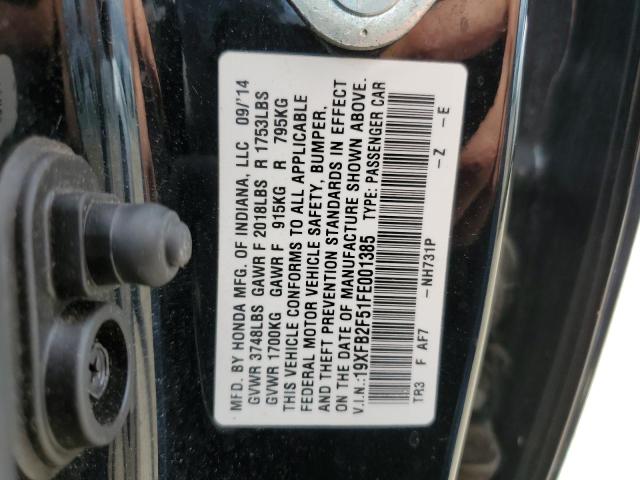 MFD. BY HONDA MFG. OF INDIANA, LLC 09/'14
GVWR 3748LBS GAWR F 2018LBS R 1753LBS
GVWR 1700KG GAWR F 915KG R 795KG
THIS VEHICLE CONFORMS TO ALL APPLICABLE
FEDERAL MOTOR VEHICLE SAFETY, BUMPER,
AND THEFT PREVENTION STANDARDS IN EFFECT
ON THE DATE OF MANUFACTURE SHOWN ABOVE.
V.I.N.:19XFB2F51FE001385 TYPE: PASSENGER CAR
TR3 F AF7 -NH731P -Z -E